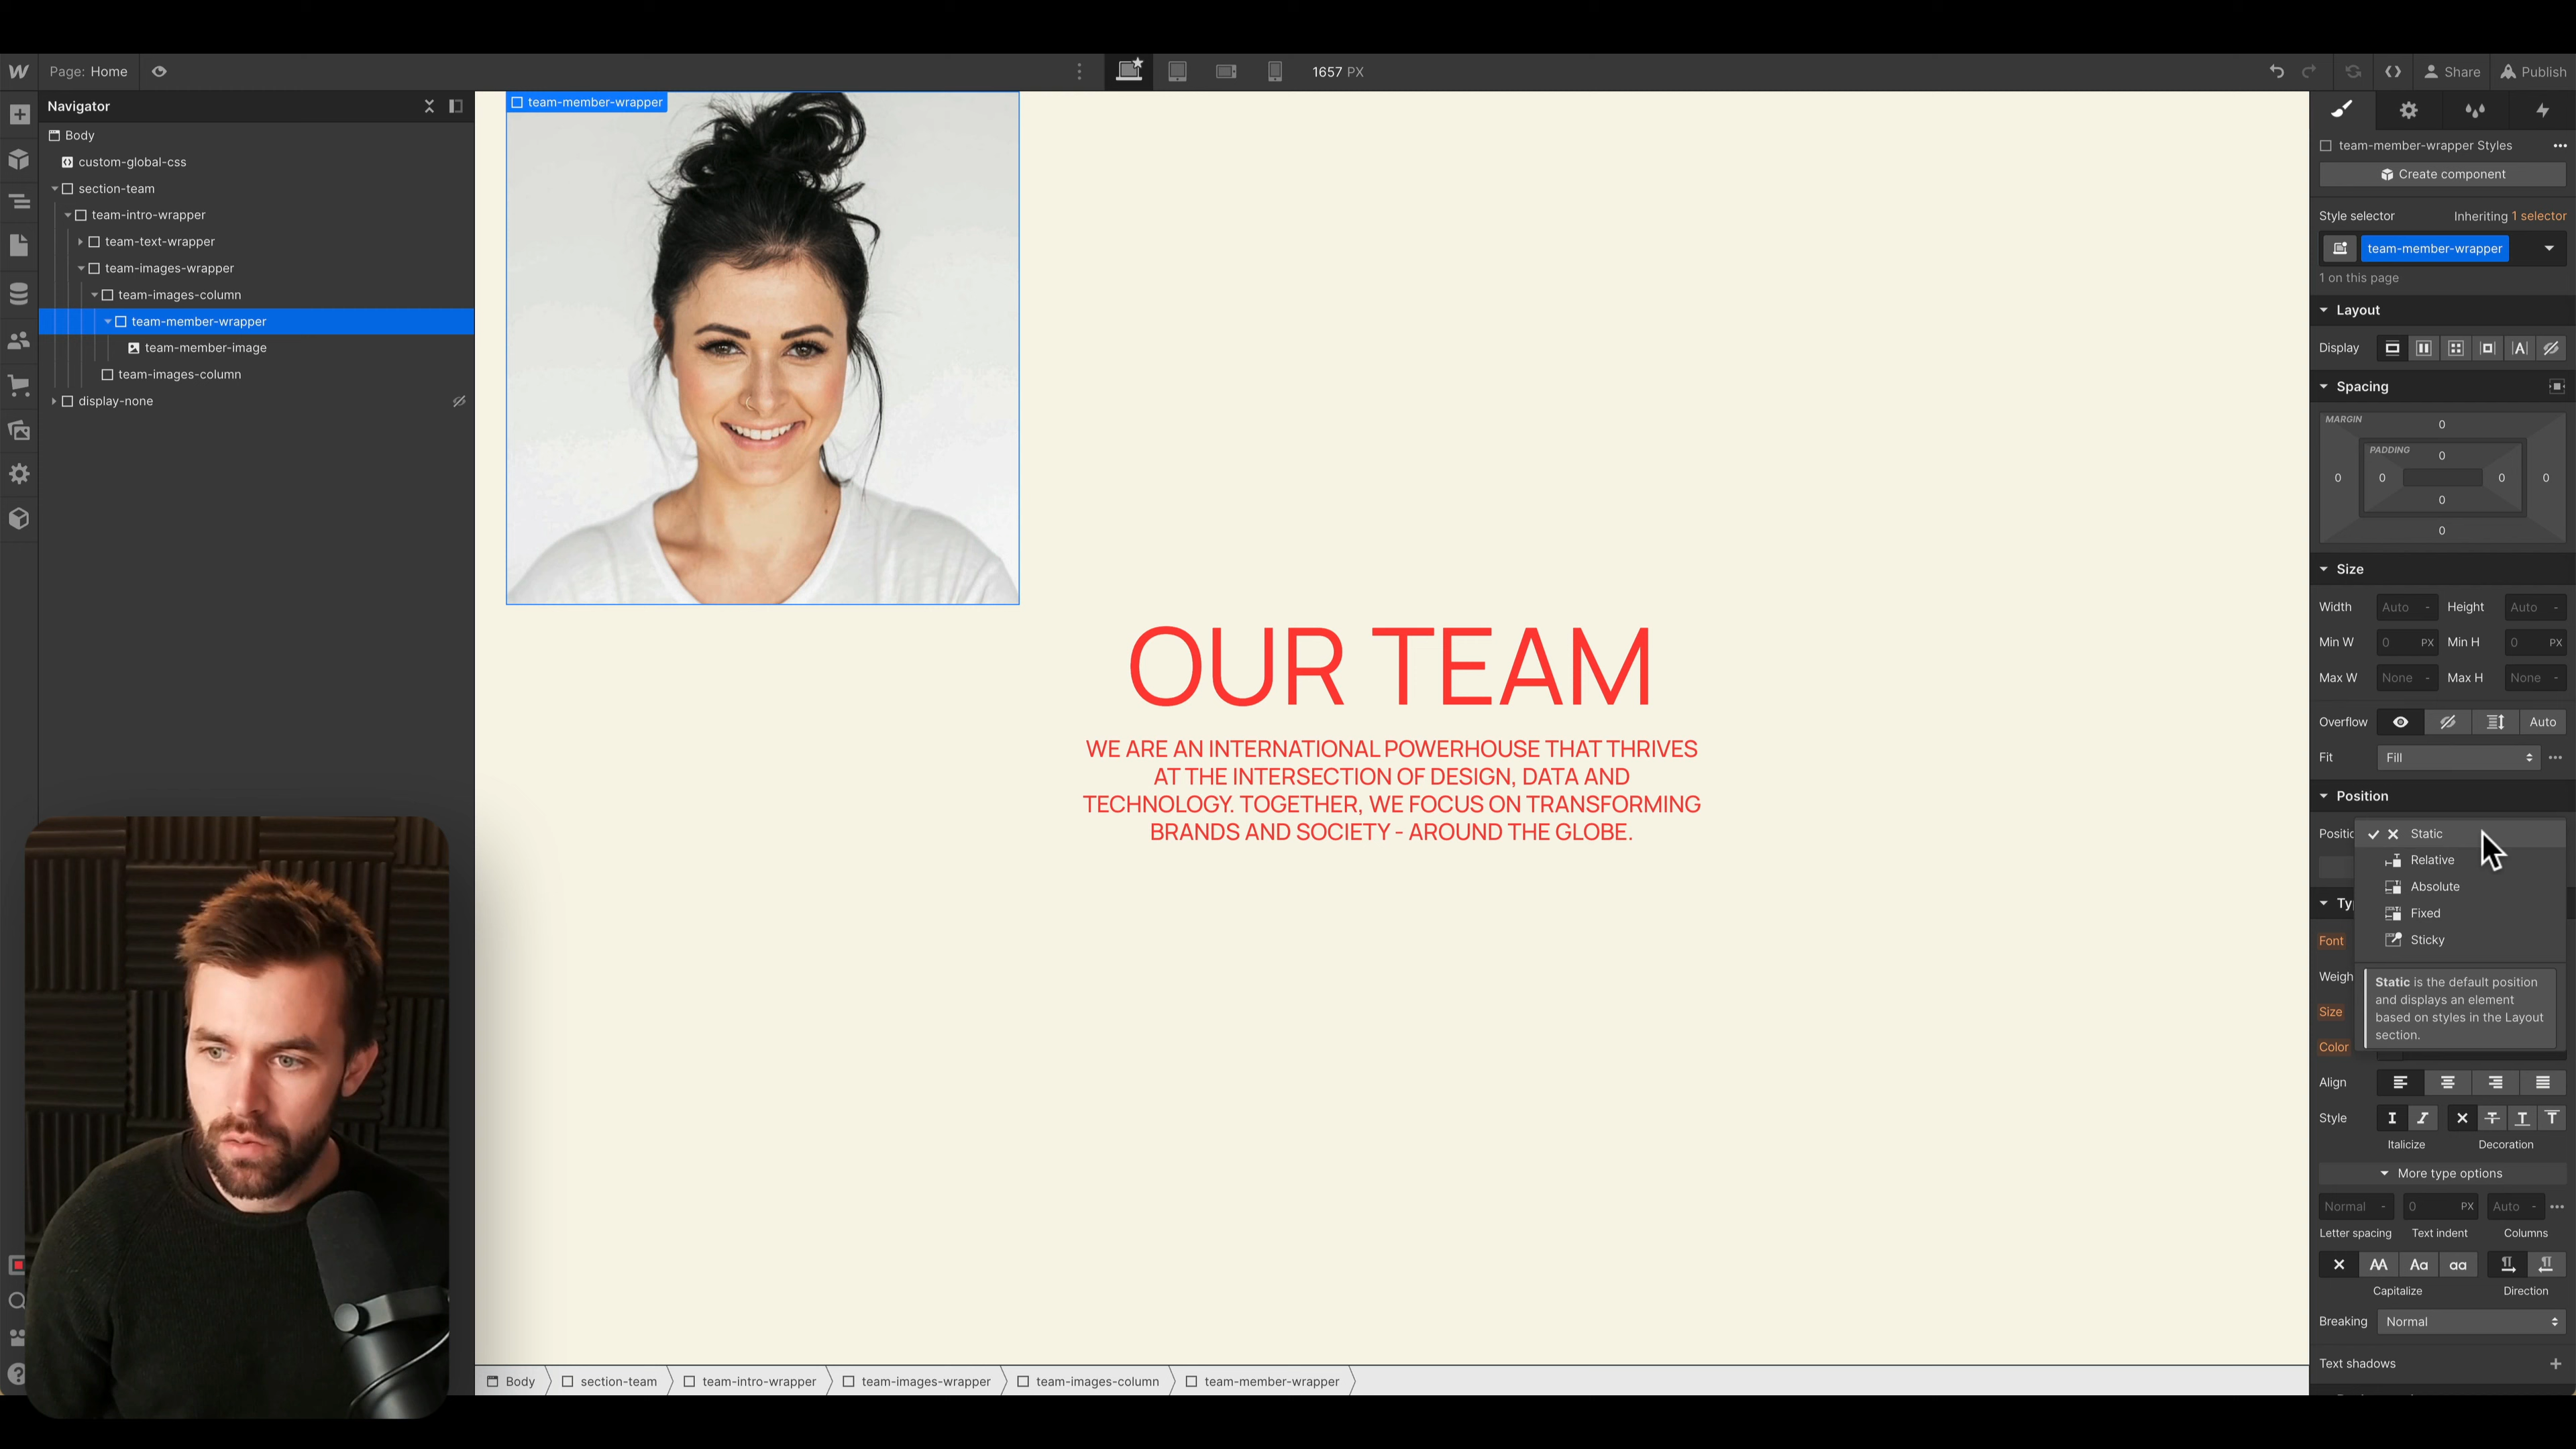 Page: Home
1657 PX
Share
Publish
Navigator
Body
custom-global-css
section-team
team-intro-wrapper
team-text-wrapper
team-images-wrapper
team-images-column
team-member-wrapper
team-member-image
team-images-column
display-none
team-member-wrapper
OUR TEAM
WE ARE AN INTERNATIONAL POWERHOUSE THAT THRIVES
AT THE INTERSECTION OF DESIGN, DATA AND
TECHNOLOGY. TOGETHER, WE FOCUS ON TRANSFORMING
BRANDS AND SOCIETY - AROUND THE GLOBE.
Body
section-team
team-intro-wrapper
team-images-wrapper
team-images-column
team-member-wrapper
team-member-wrapper Styles
Create component
Style selector Inheriting 1 selector
team-member-wrapper
1 on this page
Layout
Display
Spacing
MARGIN
0
PADDING
0
0 0 0 0
0
0
Size
Width Auto - Height Auto -
Min W 0 PX Min H 0 PX
Max W None - Max H None -
Overflow Auto
Fit Fill
Position
Positic Static
Relative
Absolute
Fixed
Sticky
Static is the default position
and displays an element
based on styles in the Layout
section.
Ty
Font
Weigh
Size
Color
Align
Style
Italicize Decoration
More type options
Normal - 0 PX Auto -
Letter spacing Text indent Columns
AA Aa aa
Capitalize Direction
Breaking Normal
Text shadows